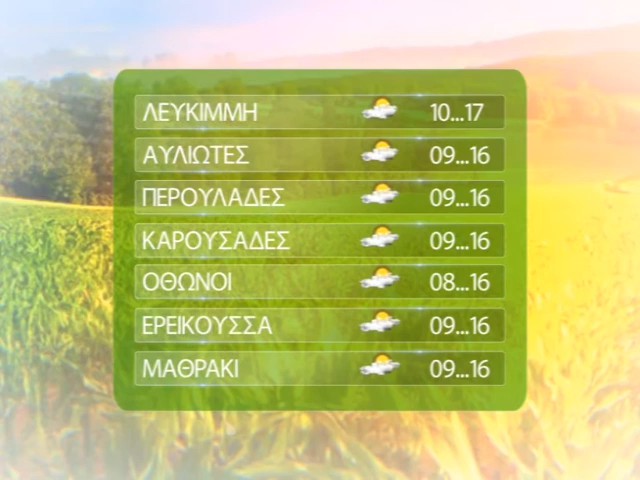 ΛΕΥΚΙΜΜΗ 10...17
ΑΥΛΙΩΤΕΣ 09...16
ΠΕΡΟΥΛΑΔΕΣ 09...16
ΚΑΡΟΥΣΑΔΕΣ 09...16
ΟΘΩΝΟΙ 08...16
ΕΡΕΙΚΟΥΣΣΑ 09...16
ΜΑΘΡΑΚΙ 09...16